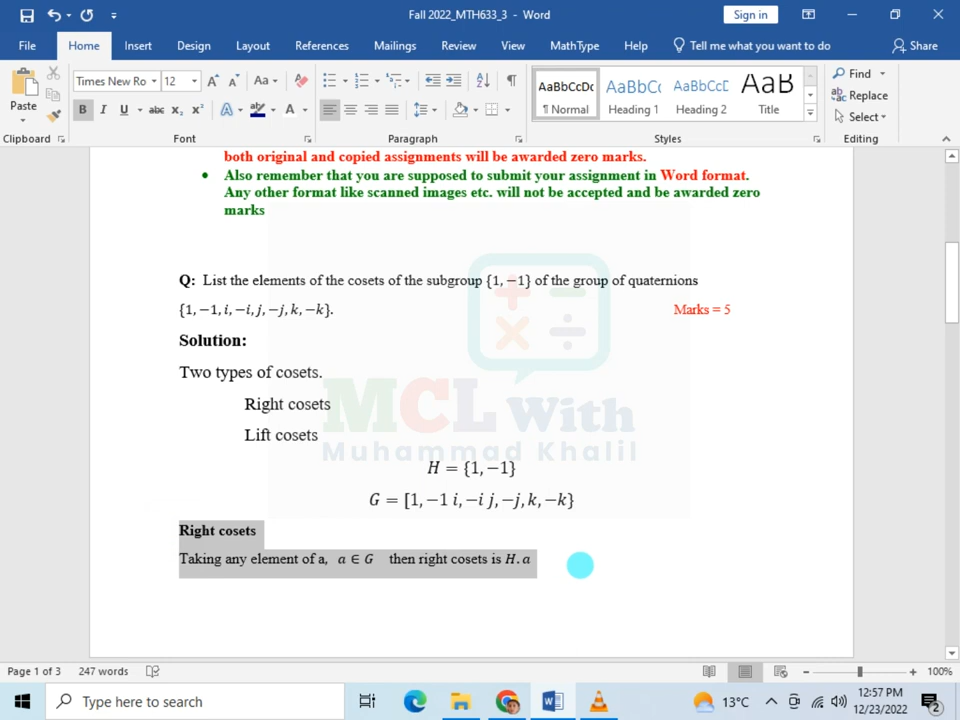 Fall 2022_MTH633_3 - Word
Sign in
File Home Insert Design Layout References Mailings Review View MathType Help Tell me what you want to do Share
Paste
Times New Ro 12 Aa
B I U abc x₂ x² A A
AaBbCcDc AaBbCc AaBbCcD AaB
¶ Normal Heading 1 Heading 2 Title
Find
Replace
Select
Clipboard Font Paragraph Styles Editing
both original and copied assignments will be awarded zero marks.
• Also remember that you are supposed to submit your assignment in Word format.
Any other format like scanned images etc. will not be accepted and be awarded zero
marks
Q: List the elements of the cosets of the subgroup {1, −1} of the group of quaternions
{1, −1, i, −i, j, −j, k, −k}. Marks = 5
Solution:
Two types of cosets.
Right cosets
Lift cosets
MCL With
Muhammad Khalil
H = {1, −1}
G = [1, −1 i, −i j, −j, k, −k}
Right cosets
Taking any element of a, a ∈ G then right cosets is H. a
Page 1 of 3 247 words 100%
Type here to search
13°C
12:57 PM
12/23/2022
2